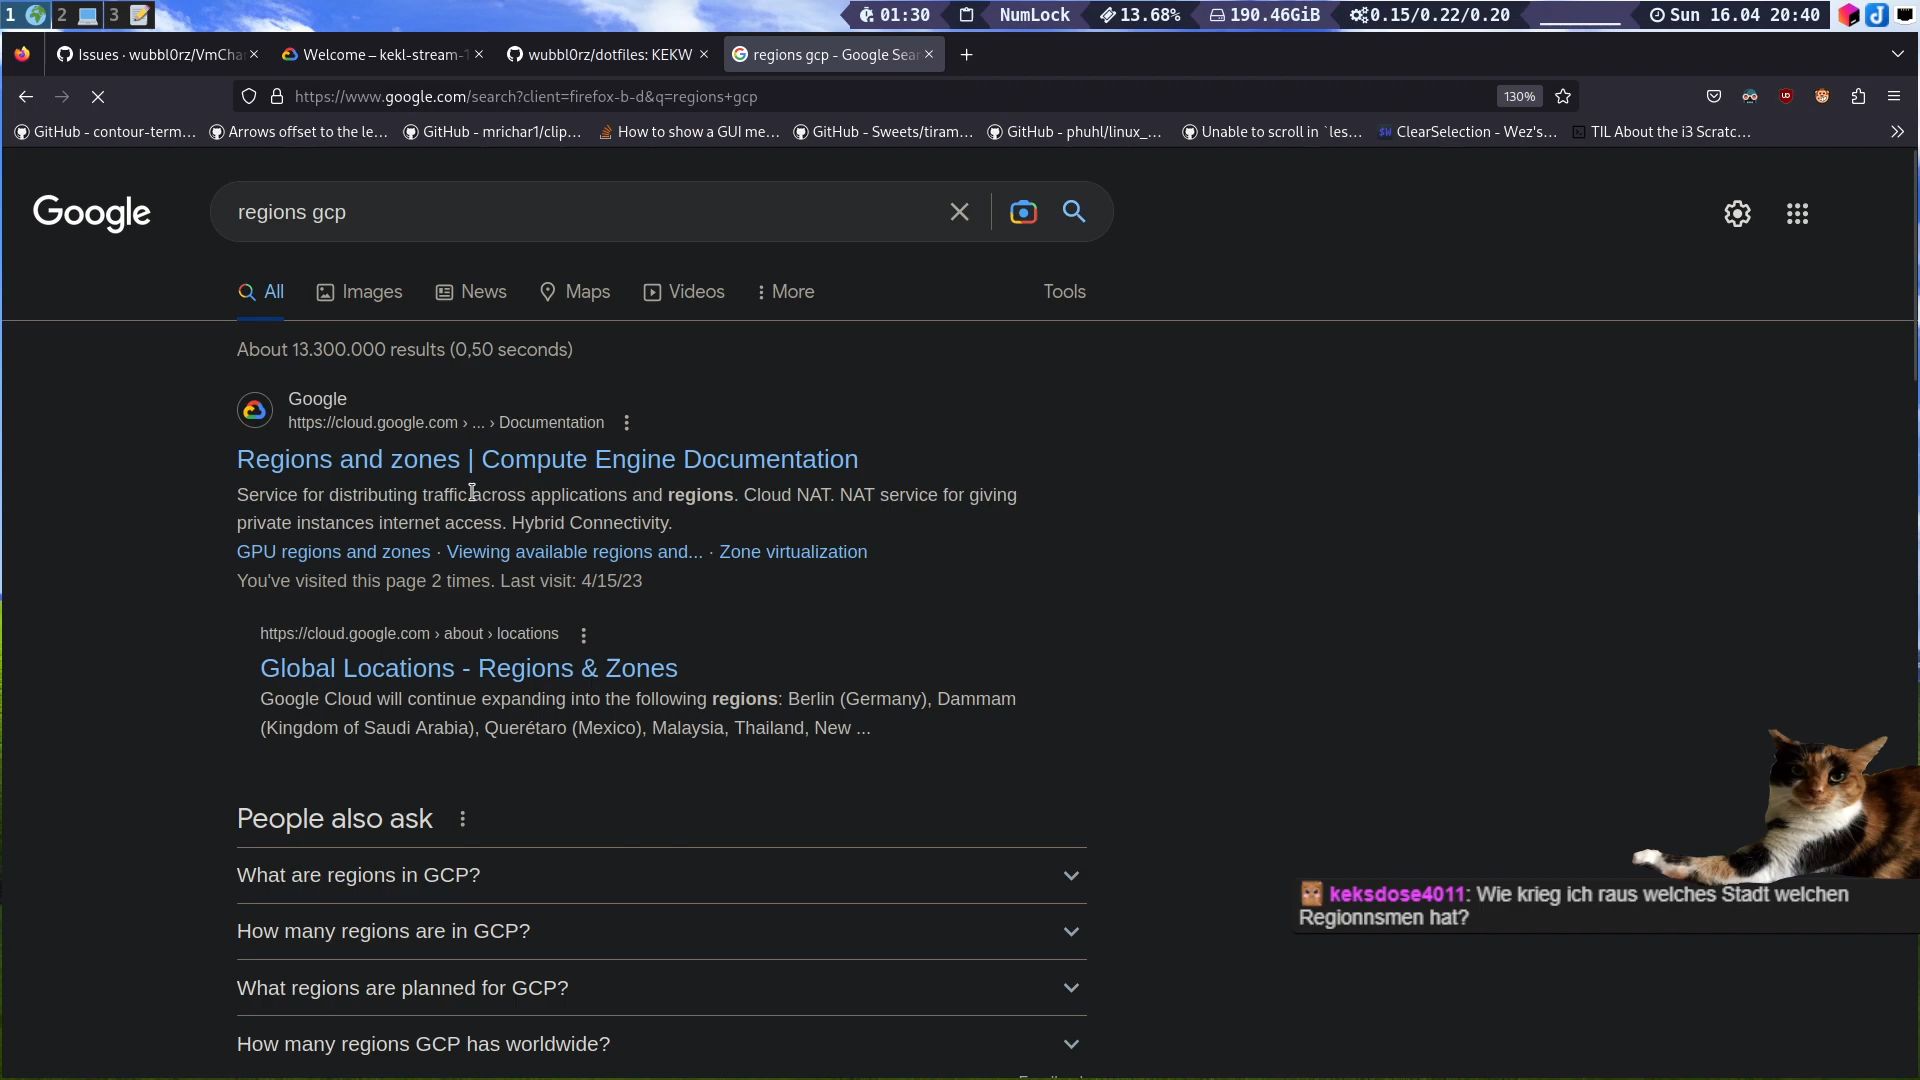 1 2 3 01:30 NumLock 13.68% 190.46GiB 0.15/0.22/0.20 Sun 16.04 20:40
Issues · wubbl0rz/VmCha Welcome – kekl-stream-1 wubbl0rz/dotfiles: KEKW regions gcp - Google Sear
https://www.google.com/search?client=firefox-b-d&q=regions+gcp 130%
GitHub - contour-term... Arrows offset to the le... GitHub - mrichar1/clip... How to show a GUI me... GitHub - Sweets/tiram... GitHub - phuhl/linux_... Unable to scroll in `les... ClearSelection - Wez's... TIL About the i3 Scratc...
Google regions gcp
All Images News Maps Videos More Tools
About 13.300.000 results (0,50 seconds)
Google
https://cloud.google.com › ... › Documentation
Regions and zones | Compute Engine Documentation
Service for distributing traffic across applications and regions. Cloud NAT. NAT service for giving
private instances internet access. Hybrid Connectivity.
GPU regions and zones · Viewing available regions and... · Zone virtualization
You've visited this page 2 times. Last visit: 4/15/23
https://cloud.google.com › about › locations
Global Locations - Regions & Zones
Google Cloud will continue expanding into the following regions: Berlin (Germany), Dammam
(Kingdom of Saudi Arabia), Querétaro (Mexico), Malaysia, Thailand, New ...
People also ask
What are regions in GCP?
keksdose4011: Wie krieg ich raus welches Stadt welchen
Regionnsmen hat?
How many regions are in GCP?
What regions are planned for GCP?
How many regions GCP has worldwide?